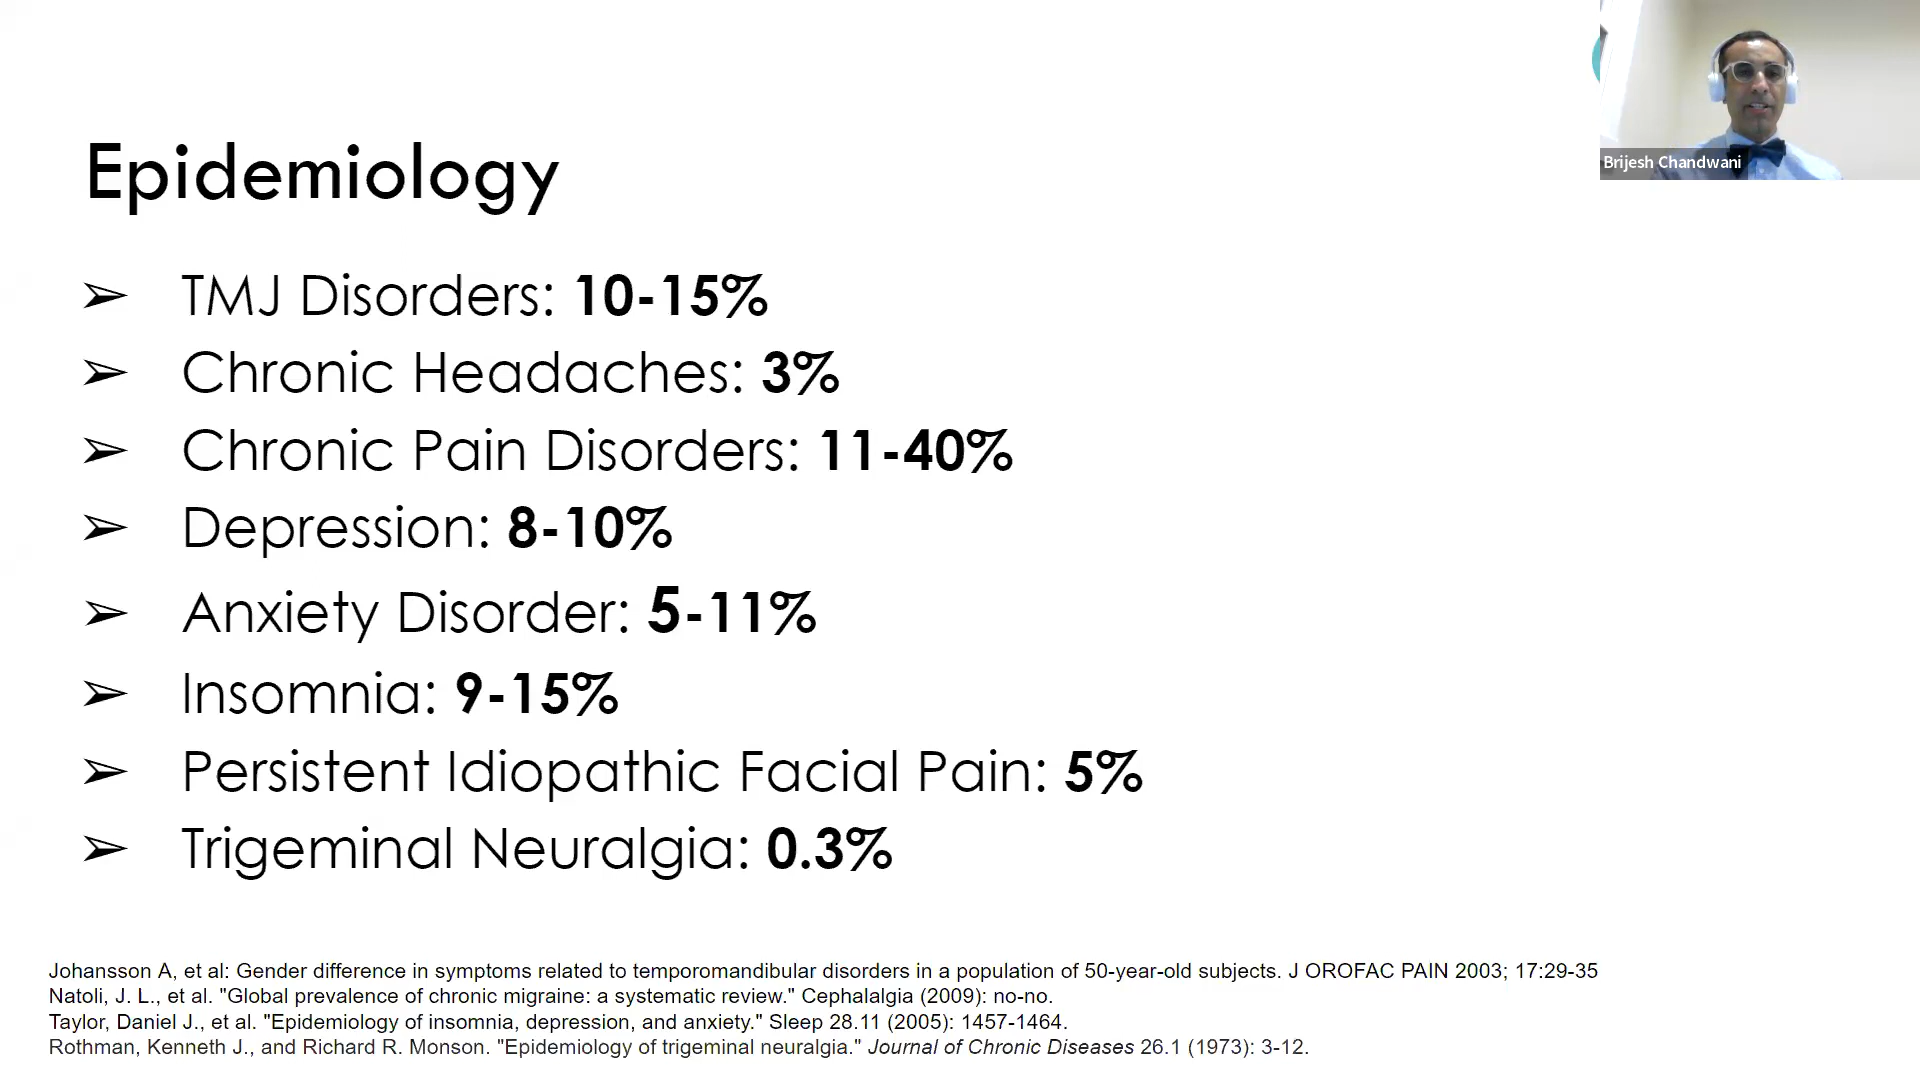 Epidemiology
➢ TMJ Disorders: 10-15%
➢ Chronic Headaches: 3%
➢ Chronic Pain Disorders: 11-40%
➢ Depression: 8-10%
➢ Anxiety Disorder: 5-11%
➢ Insomnia: 9-15%
➢ Persistent Idiopathic Facial Pain: 5%
➢ Trigeminal Neuralgia: 0.3%
Johansson A, et al: Gender difference in symptoms related to temporomandibular disorders in a population of 50-year-old subjects. J OROFAC PAIN 2003; 17:29-35
Natoli, J. L., et al. "Global prevalence of chronic migraine: a systematic review." Cephalalgia (2009): no-no.
Taylor, Daniel J., et al. "Epidemiology of insomnia, depression, and anxiety." Sleep 28.11 (2005): 1457-1464.
Rothman, Kenneth J., and Richard R. Monson. "Epidemiology of trigeminal neuralgia." Journal of Chronic Diseases 26.1 (1973): 3-12.
Brijesh Chandwani